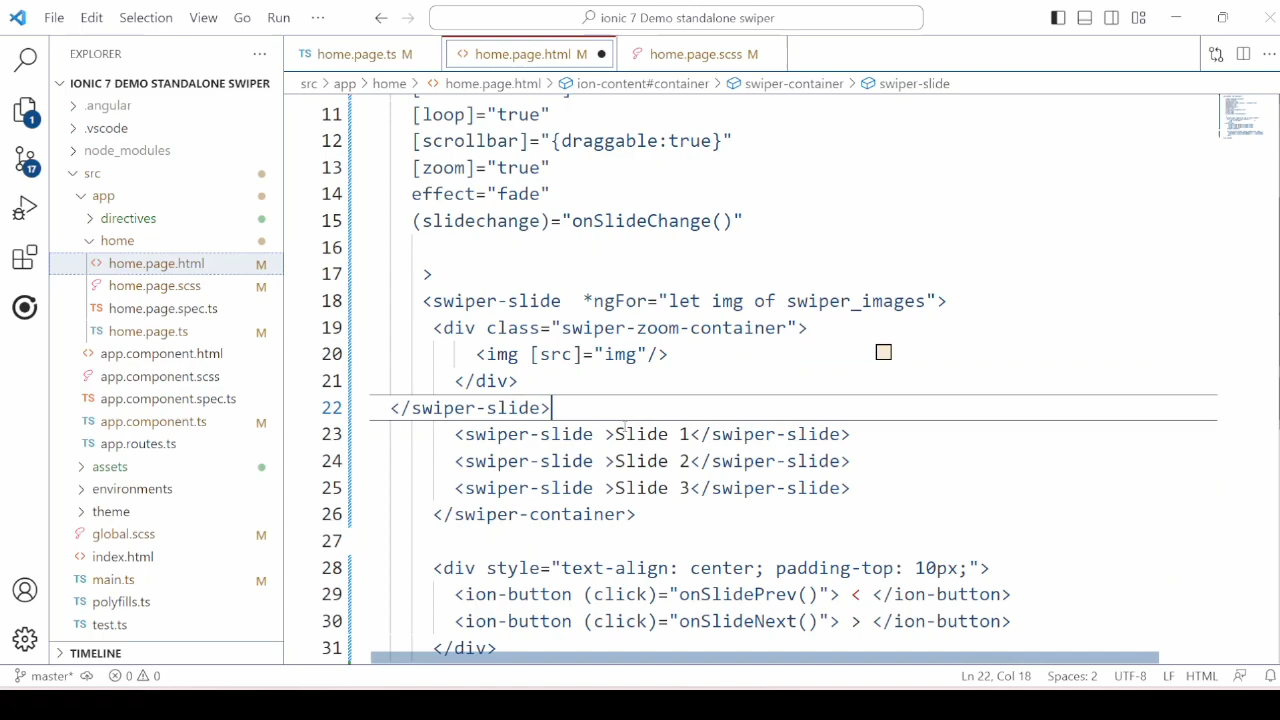 File Edit Selection View Go Run ··· ionic 7 Demo standalone swiper
EXPLORER ···
IONIC 7 DEMO STANDALONE SWIPER
.angular
.vscode
node_modules
src
app
directives
home
home.page.html M
home.page.scss M
home.page.spec.ts
home.page.ts M
app.component.html
app.component.scss
app.component.spec.ts
app.component.ts M
app.routes.ts
assets
environments
theme
global.scss M
index.html
main.ts M
polyfills.ts
test.ts
TIMELINE
1
17
TS home.page.ts M <> home.page.html M home.page.scss M
src > app > home > <> home.page.html > ion-content#container > swiper-container > swiper-slide
11 [loop]="true"
12 [scrollbar]="{draggable:true}"
13 [zoom]="true"
14 effect="fade"
15 (slidechange)="onSlideChange()"
16
17 >
18 <swiper-slide *ngFor="let img of swiper_images">
19 <div class="swiper-zoom-container">
20 <img [src]="img"/>
21 </div>
22 </swiper-slide>
23 <swiper-slide >Slide 1</swiper-slide>
24 <swiper-slide >Slide 2</swiper-slide>
25 <swiper-slide >Slide 3</swiper-slide>
26 </swiper-container>
27
28 <div style="text-align: center; padding-top: 10px;">
29 <ion-button (click)="onSlidePrev()"> < </ion-button>
30 <ion-button (click)="onSlideNext()"> > </ion-button>
31 </div>
master* 0 0 Ln 22, Col 18 Spaces: 2 UTF-8 LF HTML